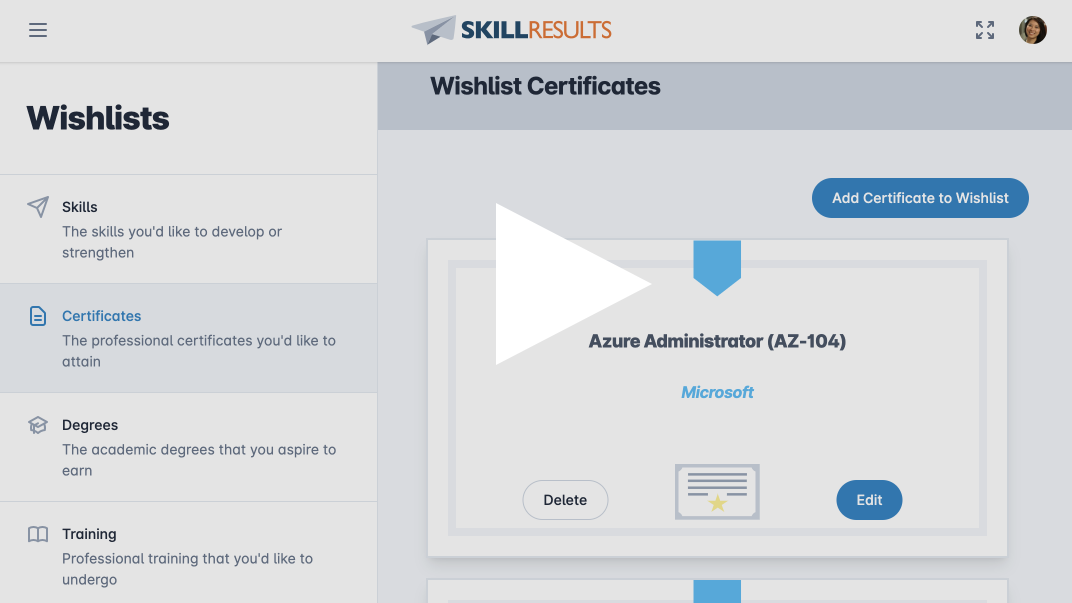 SKILLRESULTS
Wishlists
Skills
The skills you'd like to develop or
strengthen
Certificates
The professional certificates you'd like to
attain
Degrees
The academic degrees that you aspire to
earn
Training
Professional training that you'd like to
undergo
Wishlist Certificates
Add Certificate to Wishlist
Azure Administrator (AZ-104)
Microsoft
Delete
Edit